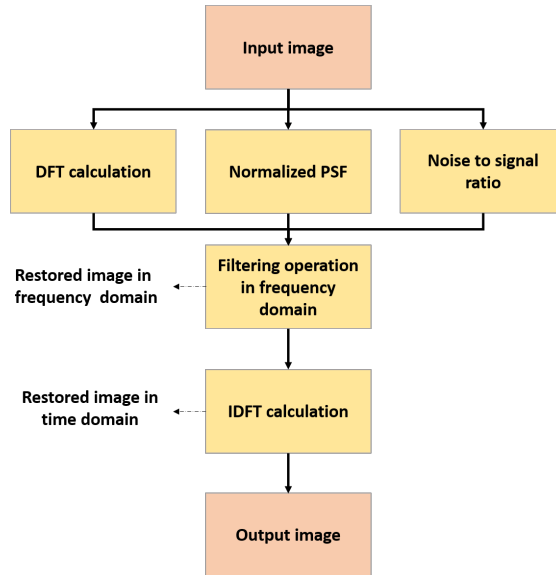 Input image
DFT calculation
Normalized PSF
Noise to signal
ratio
Restored image in
frequency domain
Filtering operation
in frequency
domain
Restored image in
time domain
IDFT calculation
Output image